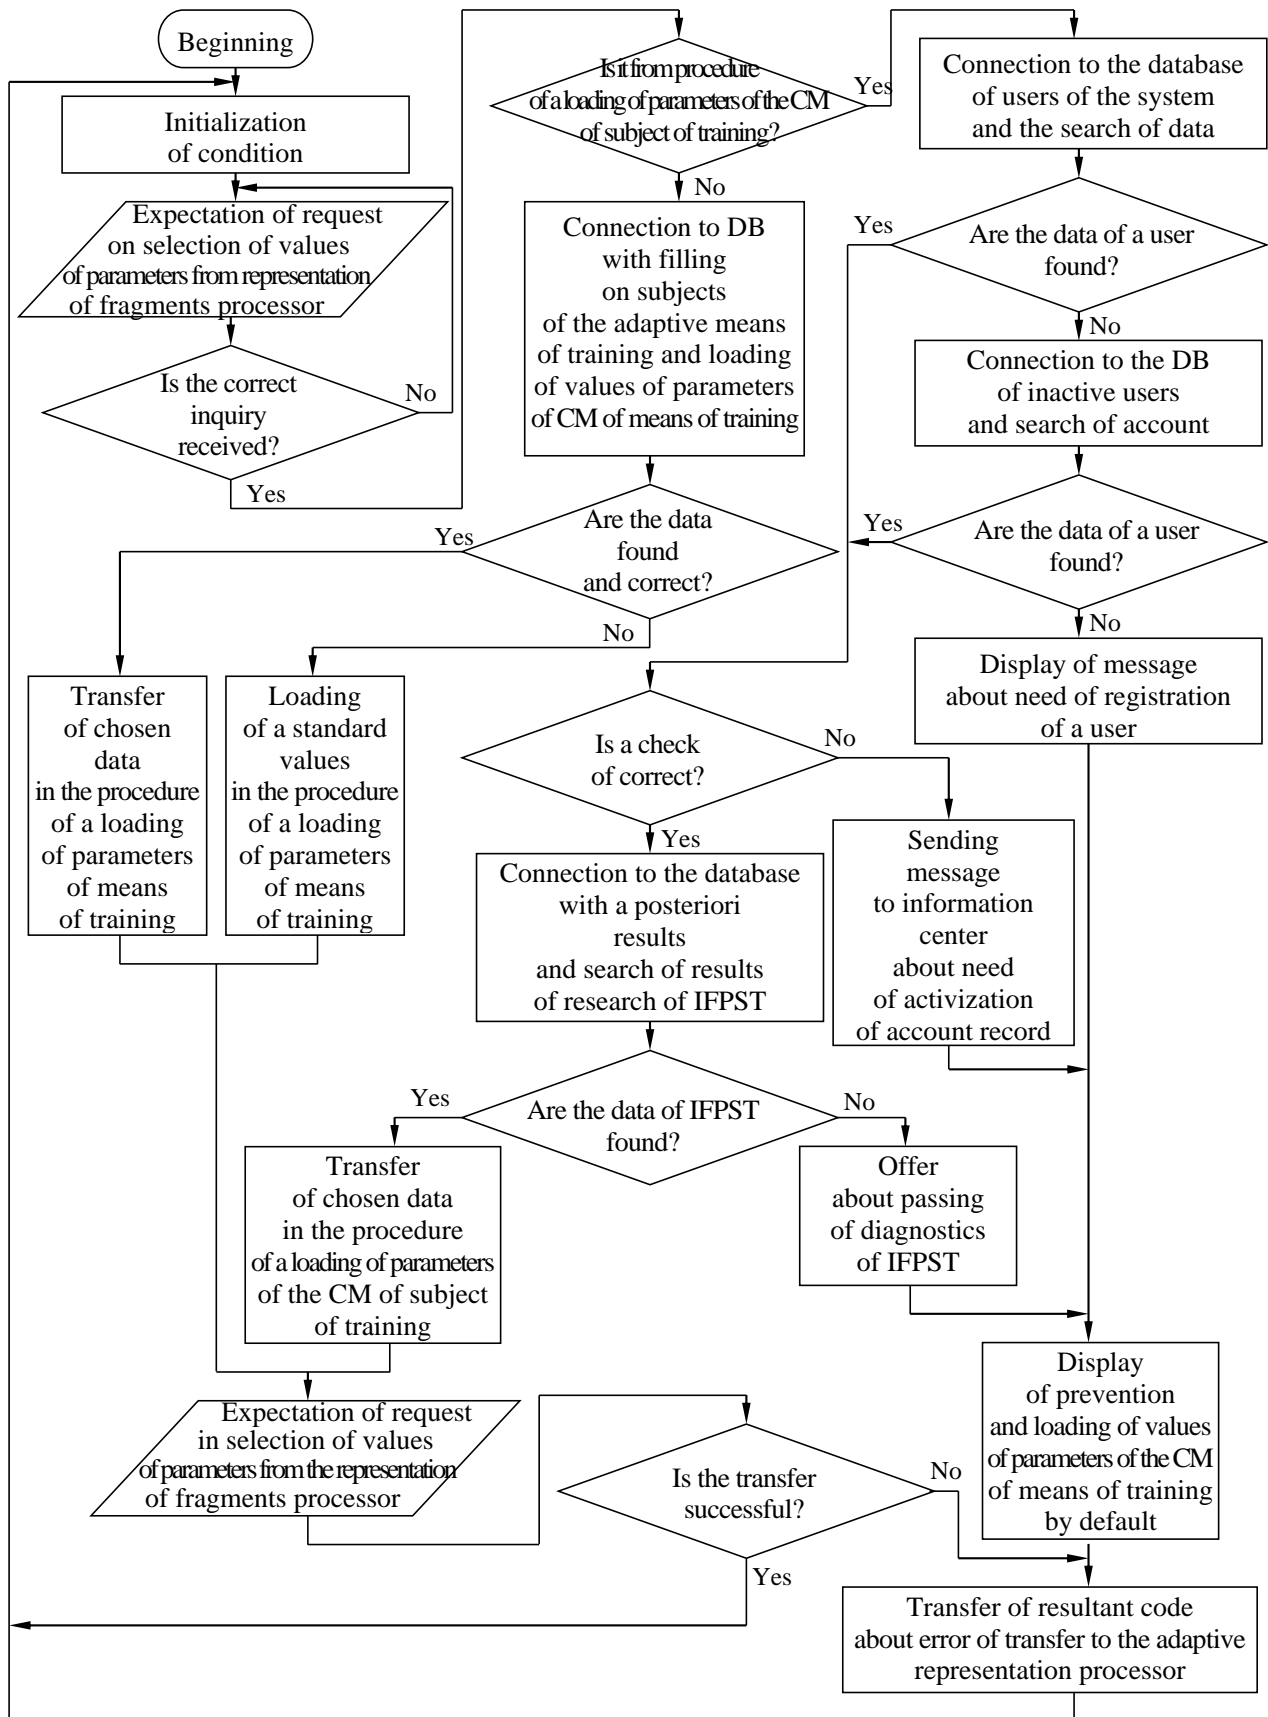 Beginning
Initialization
of condition
Expectation of request
on selection of values
of parameters from representation
of fragments processor
Is the correct
inquiry
received?
No
Yes
Is it from procedure
of a loading of parameters of the CM
of subject of training?
Yes
No
Connection to the database
of users of the system
and the search of data
Are the data of a user
found?
Yes
No
Connection to DB
with filling
on subjects
of the adaptive means
of training and loading
of values of parameters
of CM of means of training
Connection to the DB
of inactive users
and search of account
Are the data
found
and correct?
Yes
No
Are the data of a user
found?
Yes
No
Transfer
of chosen
data
in the procedure
of a loading
of parameters
of means
of training
Loading
of a standard
values
in the procedure
of a loading
of parameters
of means
of training
Display of message
about need of registration
of a user
Is a check
of correct?
No
Yes
Sending
message
to information
center
about need
of activization
of account record
Connection to the database
with a posteriori
results
and search of results
of research of IFPST
Are the data of IFPST
found?
Yes
No
Transfer
of chosen data
in the procedure
of a loading of parameters
of the CM of subject
of training
Offer
about passing
of diagnostics
of IFPST
Display
of prevention
and loading of values
of parameters of the CM
of means of training
by default
Expectation of request
in selection of values
of parameters from the representation
of fragments processor
Is the transfer
successful?
No
Yes
Transfer of resultant code
about error of transfer to the adaptive
representation processor